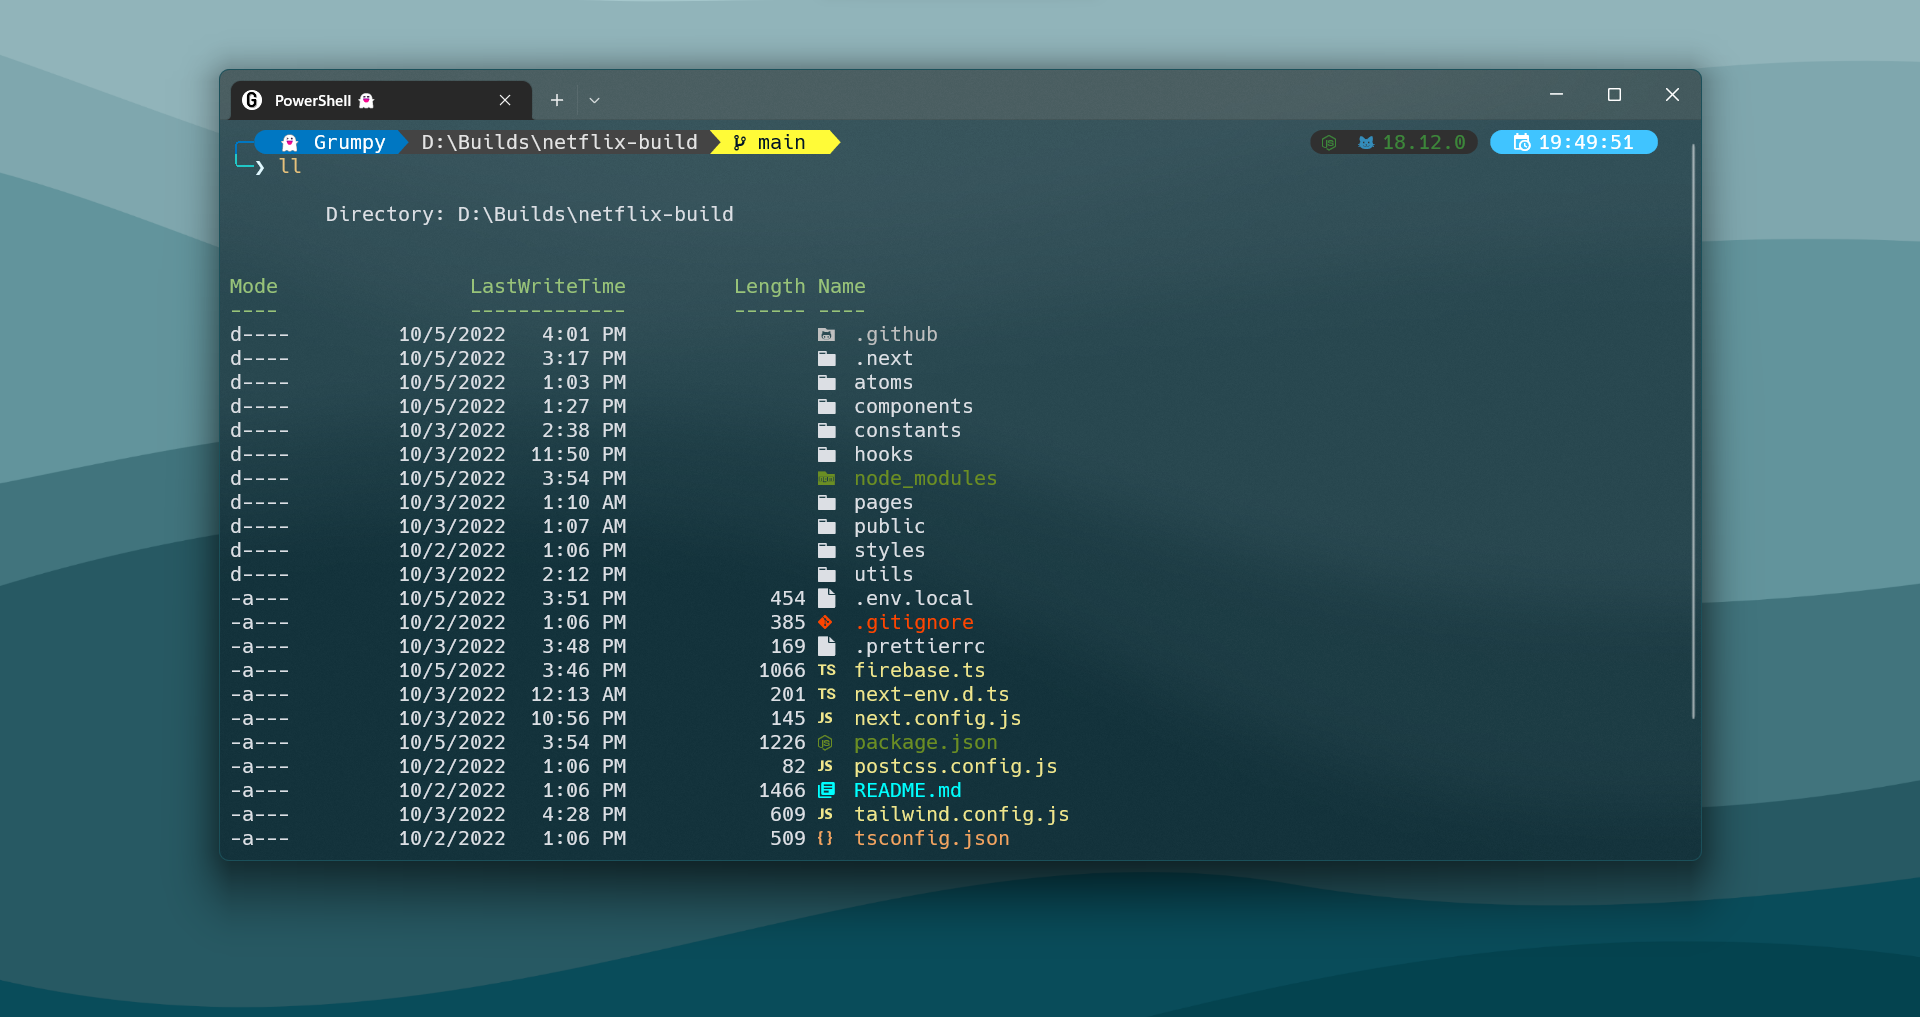 PowerShell
Grumpy D:\Builds\netflix-build main 18.12.0 19:49:51
❯ ll
Directory: D:\Builds\netflix-build
Mode LastWriteTime Length Name
---- ------------- ------ ----
d---- 10/5/2022 4:01 PM .github
d---- 10/5/2022 3:17 PM .next
d---- 10/5/2022 1:03 PM atoms
d---- 10/5/2022 1:27 PM components
d---- 10/3/2022 2:38 PM constants
d---- 10/3/2022 11:50 PM hooks
d---- 10/5/2022 3:54 PM node_modules
d---- 10/3/2022 1:10 AM pages
d---- 10/3/2022 1:07 AM public
d---- 10/2/2022 1:06 PM styles
d---- 10/3/2022 2:12 PM utils
-a--- 10/5/2022 3:51 PM 454 .env.local
-a--- 10/2/2022 1:06 PM 385 .gitignore
-a--- 10/3/2022 3:48 PM 169 .prettierrc
-a--- 10/5/2022 3:46 PM 1066 TS firebase.ts
-a--- 10/3/2022 12:13 AM 201 TS next-env.d.ts
-a--- 10/3/2022 10:56 PM 145 JS next.config.js
-a--- 10/5/2022 3:54 PM 1226 package.json
-a--- 10/2/2022 1:06 PM 82 JS postcss.config.js
-a--- 10/2/2022 1:06 PM 1466 README.md
-a--- 10/3/2022 4:28 PM 609 JS tailwind.config.js
-a--- 10/2/2022 1:06 PM 509 {} tsconfig.json